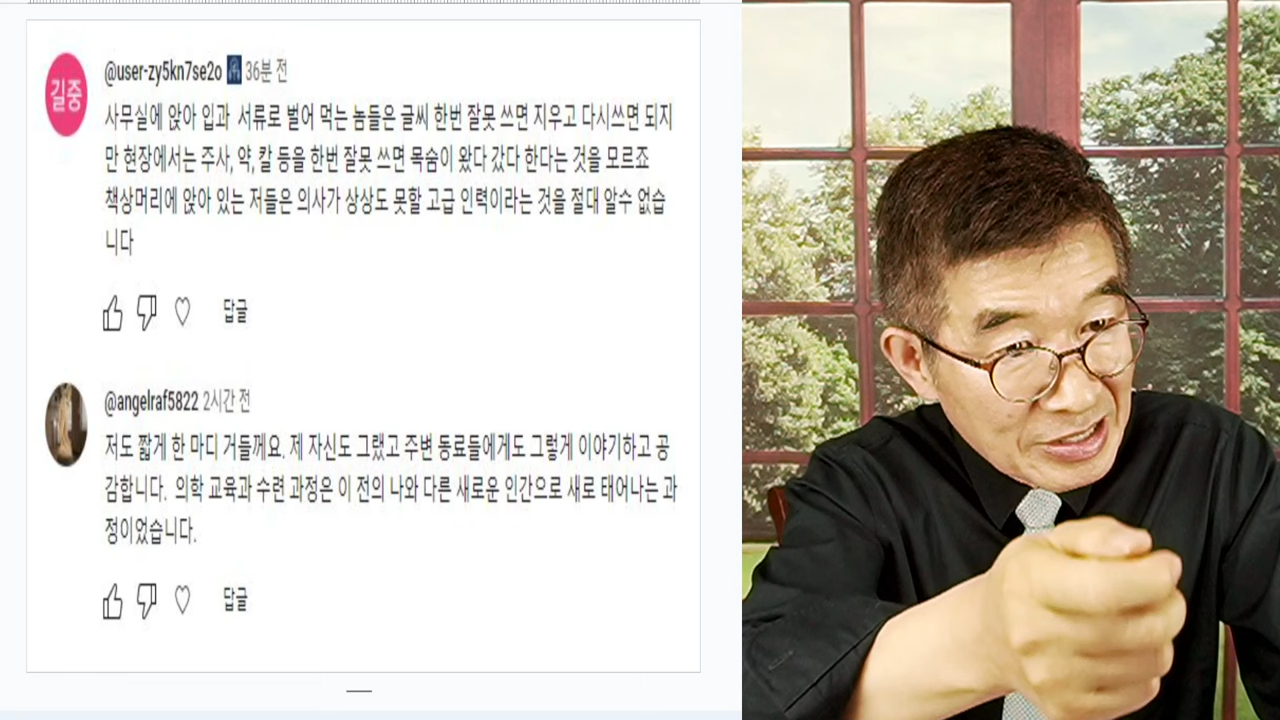 길중
@user-zy5kn7se2o 36분 전
사무실에 앉아 입과 서류로 벌어 먹는 놈들은 글씨 한번 잘못 쓰면 지우고 다시쓰면 되지
만 현장에서는 주사, 약, 칼 등을 한번 잘못 쓰면 목숨이 왔다 갔다 한다는 것을 모르죠
책상머리에 앉아 있는 저들은 의사가 상상도 못할 고급 인력이라는 것을 절대 알수 없습
니다
답글
@angelraf5822 2시간 전
저도 짧게 한 마디 거들께요. 제 자신도 그랬고 주변 동료들에게도 그렇게 이야기하고 공
감합니다. 의학 교육과 수련 과정은 이 전의 나와 다른 새로운 인간으로 새로 태어나는 과
정이었습니다.
답글